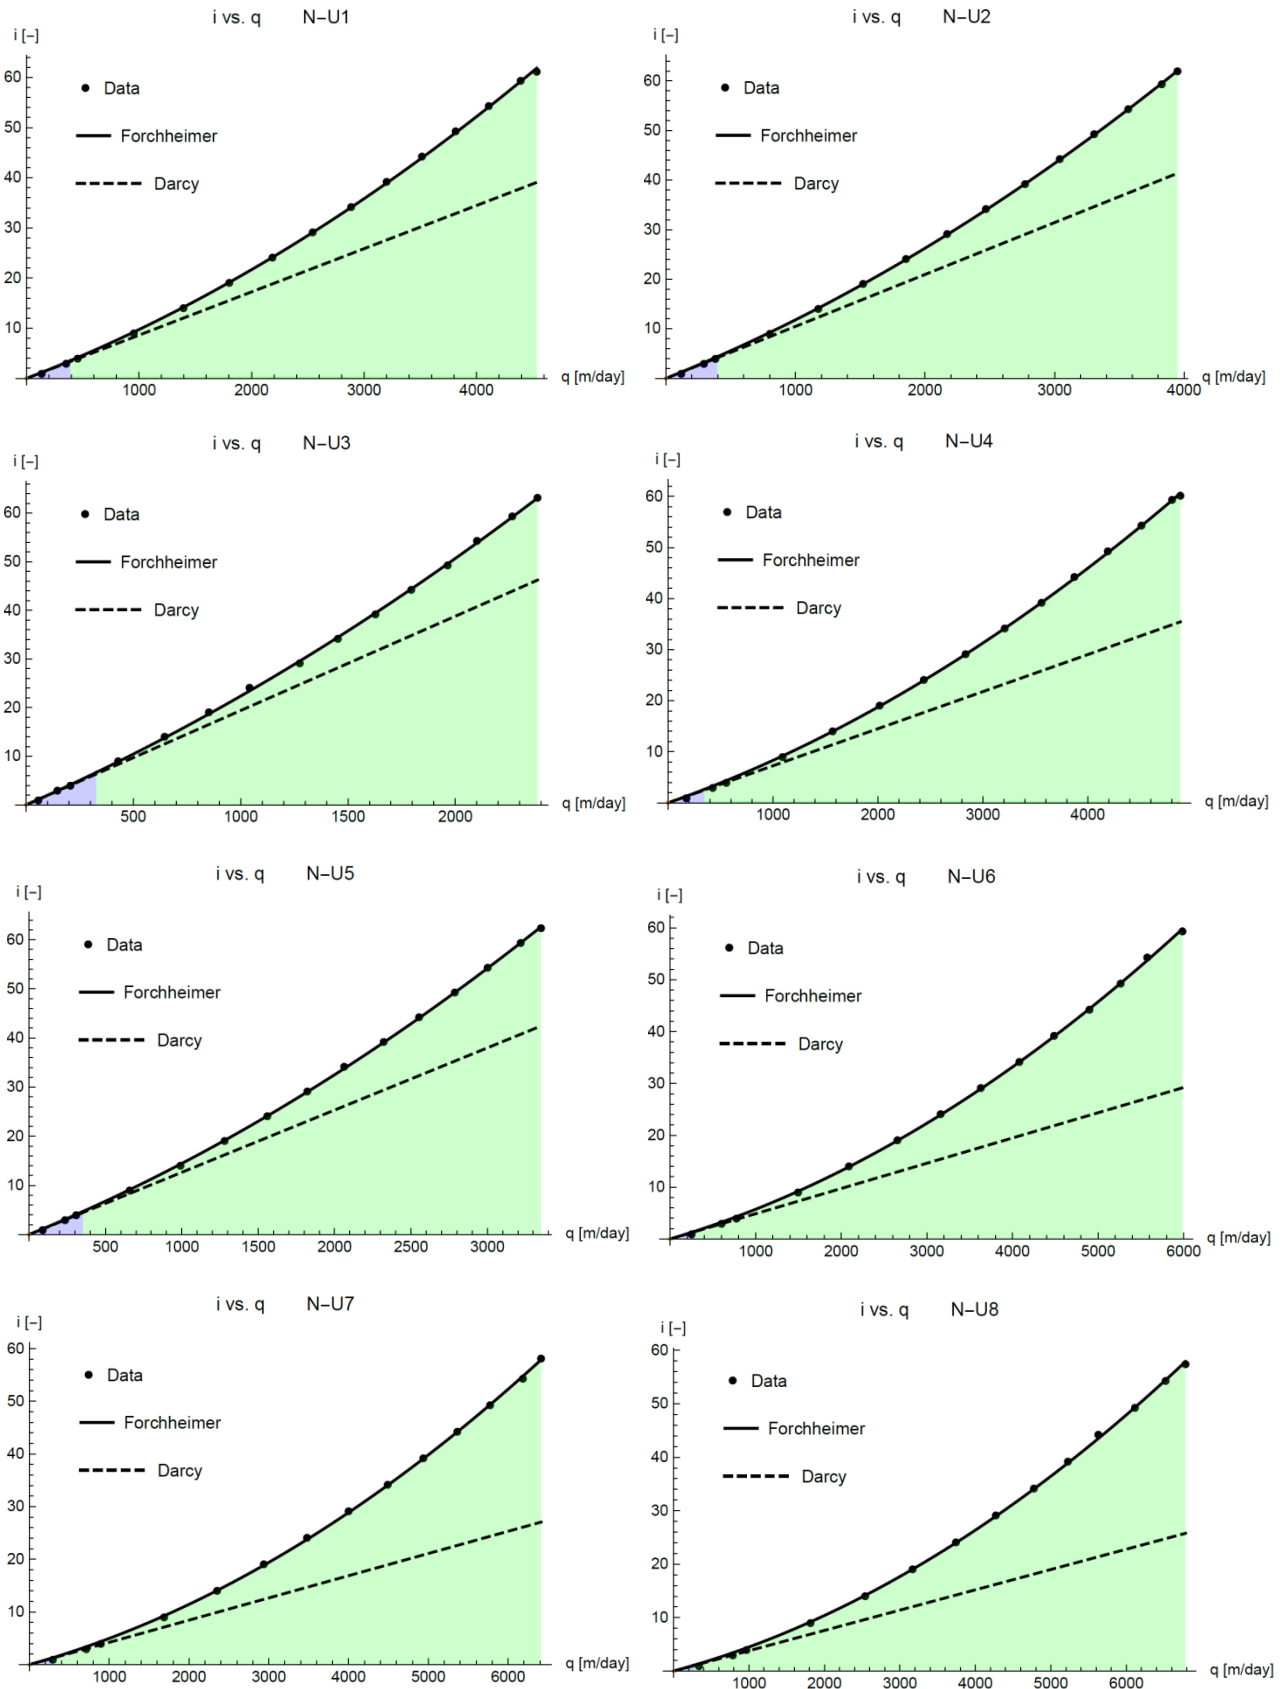 i vs. q N−U1
i [−]
60
50
40
30
20
10
Data
Forchheimer
Darcy
1000 2000 3000 4000 q [m/day]
i vs. q N−U2
i [−]
60
50
40
30
20
10
Data
Forchheimer
Darcy
1000 2000 3000 4000 q [m/day]
i vs. q N−U3
i [−]
60
50
40
30
20
10
Data
Forchheimer
Darcy
500 1000 1500 2000 q [m/day]
i vs. q N−U4
i [−]
60
50
40
30
20
10
Data
Forchheimer
Darcy
1000 2000 3000 4000 q [m/day]
i vs. q N−U5
i [−]
60
50
40
30
20
10
Data
Forchheimer
Darcy
500 1000 1500 2000 2500 3000 q [m/day]
i vs. q N−U6
i [−]
60
50
40
30
20
10
Data
Forchheimer
Darcy
1000 2000 3000 4000 5000 6000 q [m/day]
i vs. q N−U7
i [−]
60
50
40
30
20
10
Data
Forchheimer
Darcy
1000 2000 3000 4000 5000 6000 q [m/day]
i vs. q N−U8
i [−]
60
50
40
30
20
10
Data
Forchheimer
Darcy
1000 2000 3000 4000 5000 6000 q [m/day]